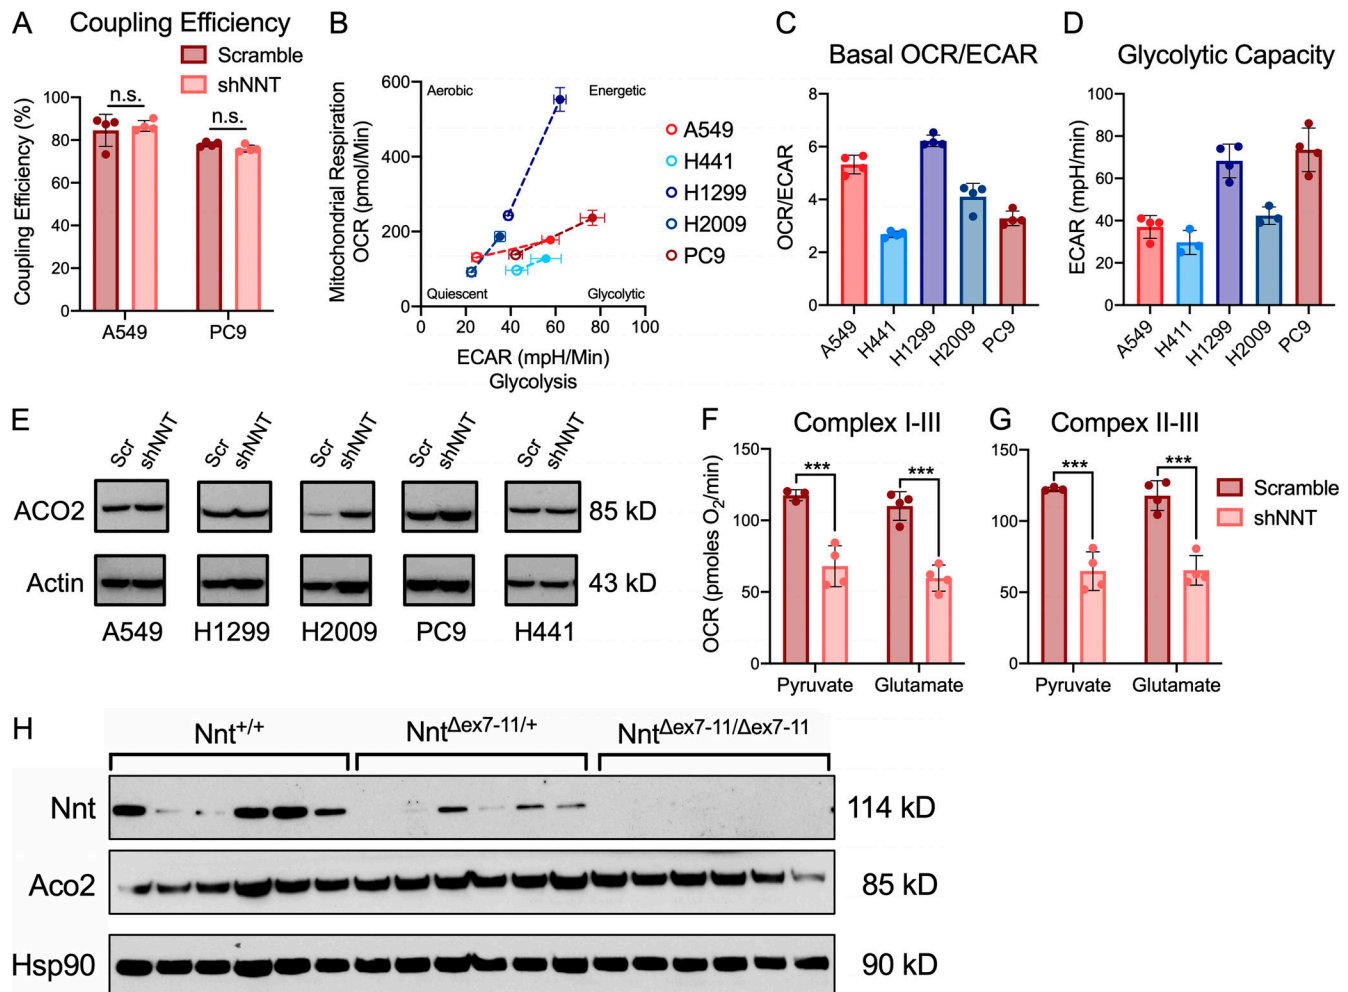 A Coupling Efficiency
Scramble
shNNT
n.s. n.s.
Coupling Efficiency (%)
100
80
60
40
20
0
A549 PC9
B
Mitochondrial Respiration
OCR (pmol/Min)
600
400
200
0
Aerobic Energetic
Quiescent Glycolytic
0 20 40 60 80 100
ECAR (mpH/Min)
Glycolysis
A549
H441
H1299
H2009
PC9
C
Basal OCR/ECAR
OCR/ECAR
8
6
4
2
0
A549 H441 H1299 H2009 PC9
D
Glycolytic Capacity
ECAR (mpH/min)
100
80
60
40
20
0
A549 H411 H1299 H2009 PC9
E
Scr shNNT Scr shNNT Scr shNNT Scr shNNT Scr shNNT
ACO2 85 kD
Actin 43 kD
A549 H1299 H2009 PC9 H441
F Complex I-III
OCR (pmoles O2/min)
150
100
50
0
*** ***
Pyruvate Glutamate
G Compex II-III
150
100
50
0
*** ***
Pyruvate Glutamate
Scramble
shNNT
H
Nnt+/+ NntΔex7-11/+ NntΔex7-11/Δex7-11
Nnt 114 kD
Aco2 85 kD
Hsp90 90 kD